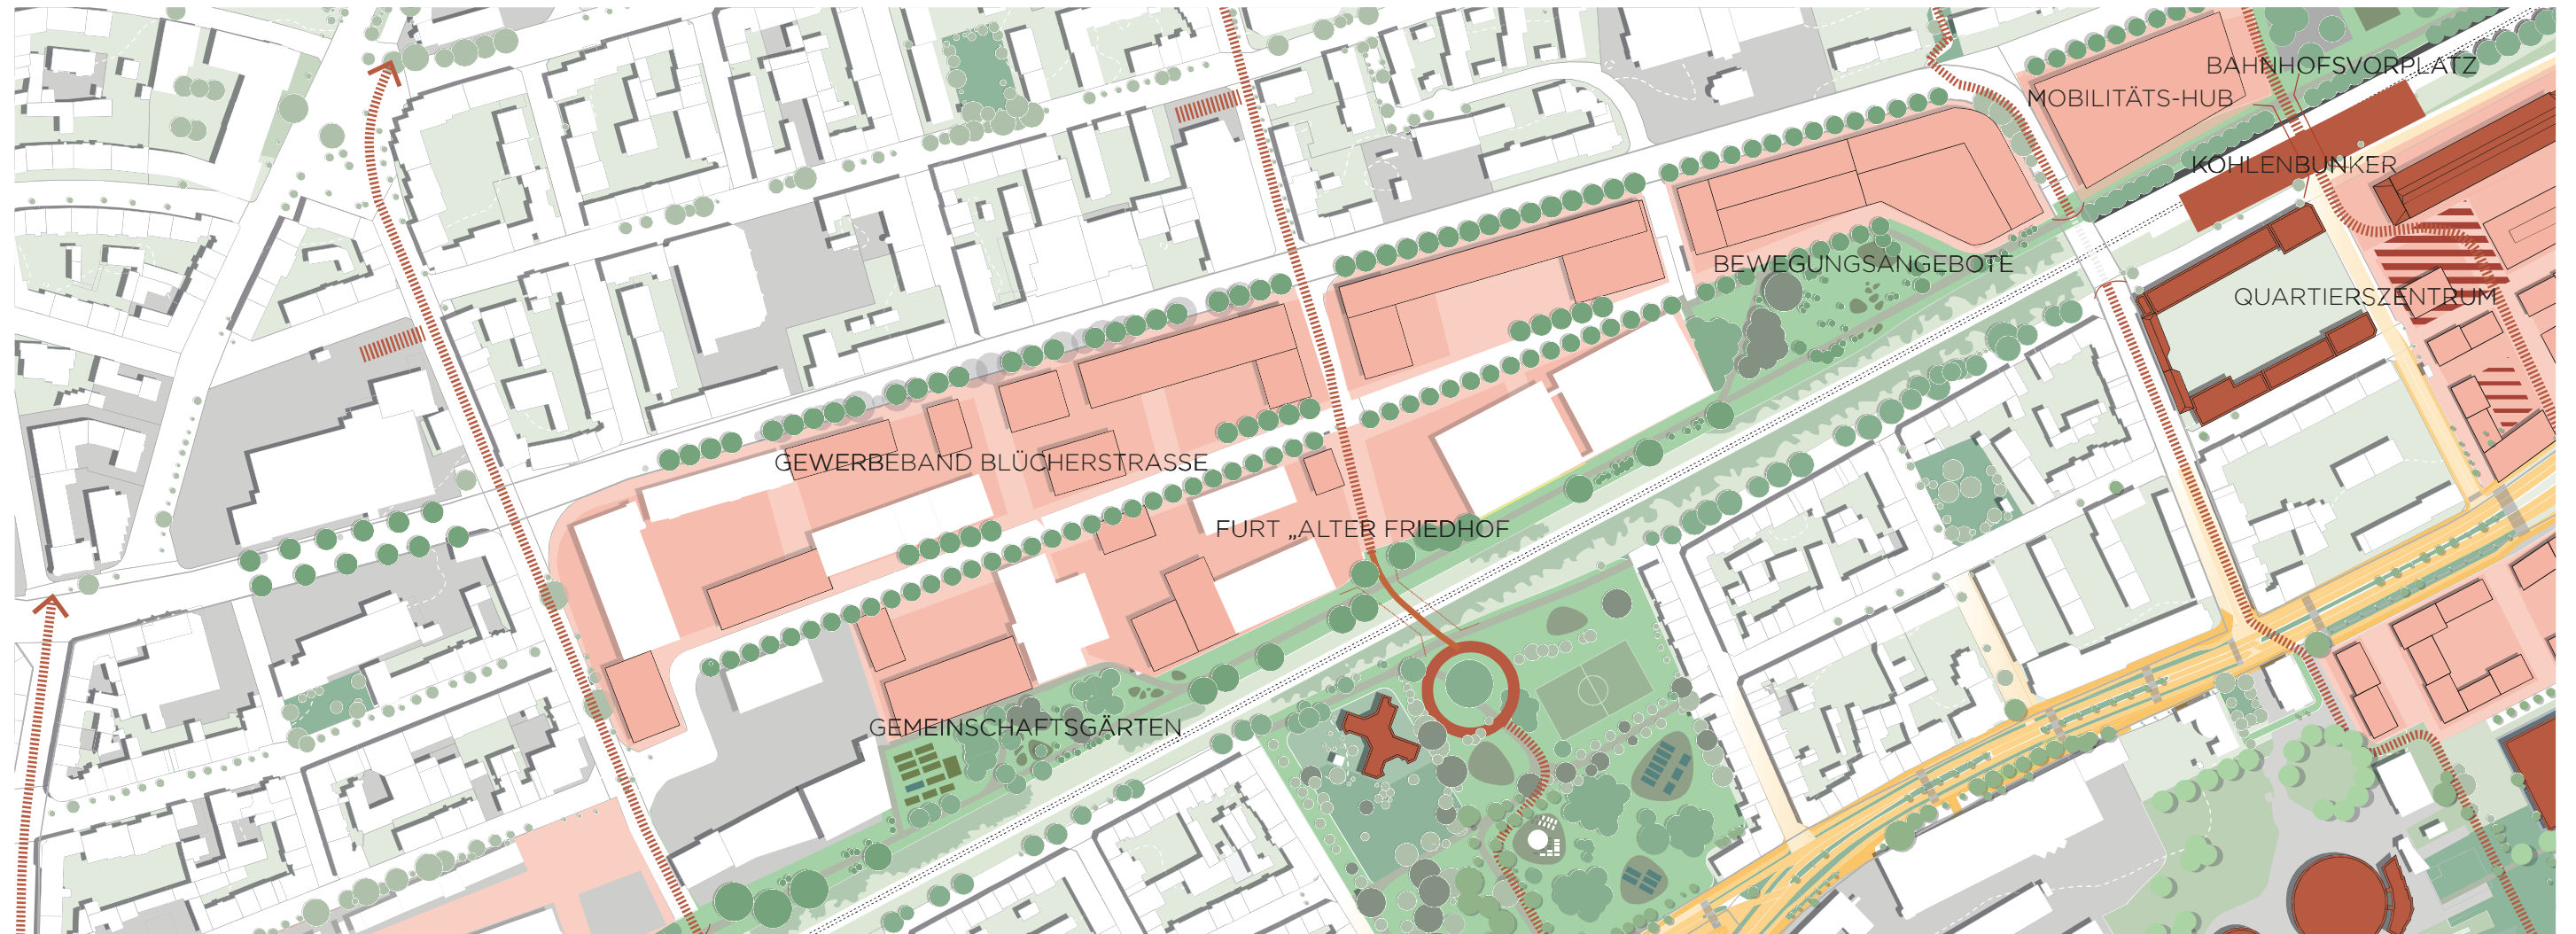 BAHNHOFSVORPLATZ
MOBILITÄTS-HUB
KOHLENBUNKER
BEWEGUNGSANGEBOTE
QUARTIERSZENTRUM
GEWERBEBAND BLÜCHERSTRASSE
FURT „ALTER FRIEDHOF
GEMEINSCHAFTSGÄRTEN